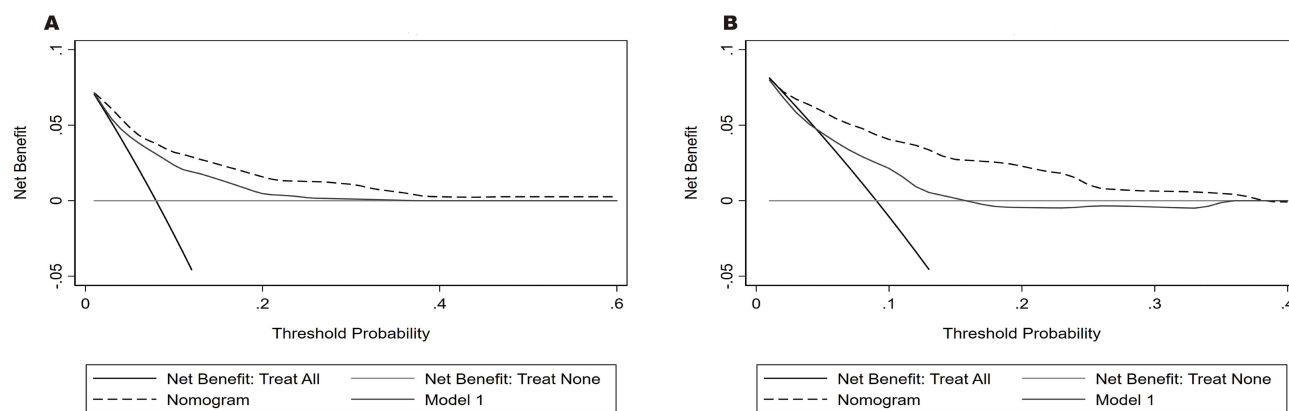 A
.1
.05
0
-.05
Net Benefit
0
.2
.4
.6
Threshold Probability
Net Benefit: Treat All
Net Benefit: Treat None
Nomogram
Model 1
B
.1
.05
0
-.05
Net Benefit
0
.1
.2
.3
.4
Threshold Probability
Net Benefit: Treat All
Net Benefit: Treat None
Nomogram
Model 1